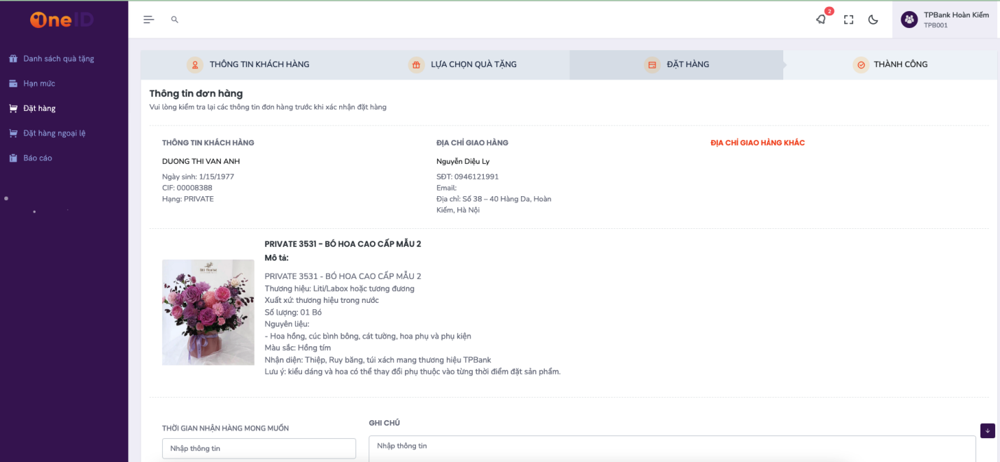 OneID
2
TPBank Hoàn Kiếm
TPB001
Danh sách quà tặng
Hạn mức
Đặt hàng
Đặt hàng ngoại lệ
Báo cáo
THÔNG TIN KHÁCH HÀNG
LỰA CHỌN QUÀ TẶNG
ĐẶT HÀNG
THÀNH CÔNG
Thông tin đơn hàng
Vui lòng kiểm tra lại các thông tin đơn hàng trước khi xác nhận đặt hàng
THÔNG TIN KHÁCH HÀNG
DUONG THI VAN ANH
Ngày sinh: 1/15/1977
CIF: 00008388
Hạng: PRIVATE
ĐỊA CHỈ GIAO HÀNG
Nguyễn Diệu Ly
SĐT: 0946121991
Email:
Địa chỉ: Số 38 – 40 Hàng Da, Hoàn
Kiếm, Hà Nội
ĐỊA CHỈ GIAO HÀNG KHÁC
PRIVATE 3531 - BÓ HOA CAO CẤP MẪU 2
Mô tả:
PRIVATE 3531 - BÓ HOA CAO CẤP MẪU 2
Thương hiệu: Liti/Labox hoặc tương đương
Xuất xứ: thương hiệu trong nước
Số lượng: 01 Bó
Nguyên liệu:
- Hoa hồng, cúc bình bông, cát tường, hoa phụ và phụ kiện
Màu sắc: Hồng tím
Nhận diện: Thiệp, Ruy băng, túi xách mang thương hiệu TPBank
Lưu ý: kiểu dáng và hoa có thể thay đổi phụ thuộc vào từng thời điểm đặt sản phẩm.
THỜI GIAN NHẬN HÀNG MONG MUỐN
Nhập thông tin
GHI CHÚ
Nhập thông tin